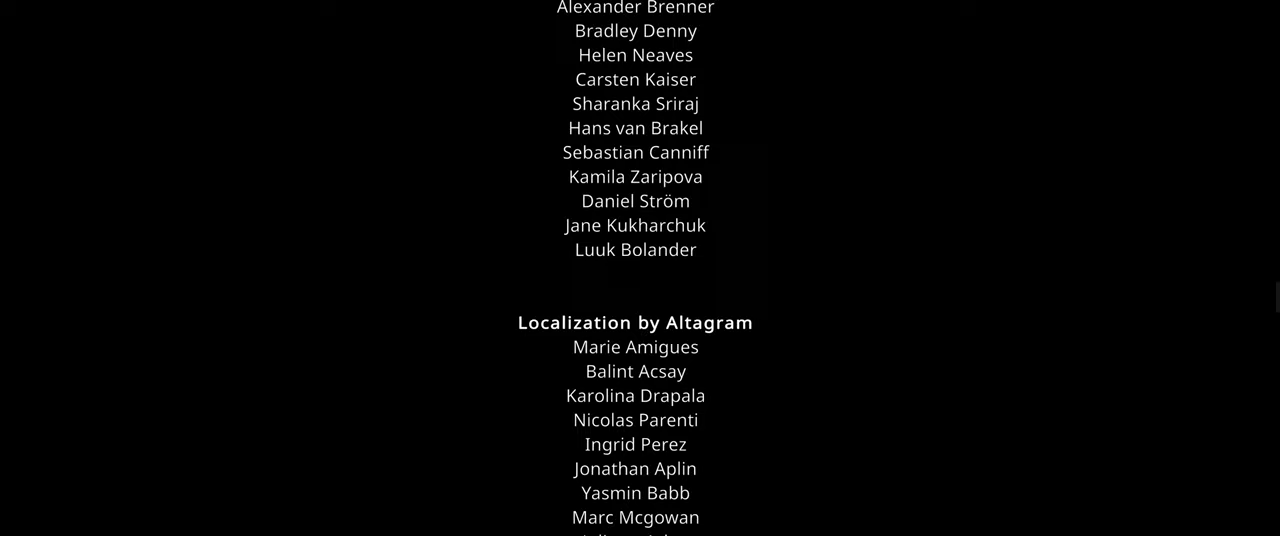 Alexander Brenner
Bradley Denny
Helen Neaves
Carsten Kaiser
Sharanka Sriraj
Hans van Brakel
Sebastian Canniff
Kamila Zaripova
Daniel Ström
Jane Kukharchuk
Luuk Bolander
Localization by Altagram
Marie Amigues
Balint Acsay
Karolina Drapala
Nicolas Parenti
Ingrid Perez
Jonathan Aplin
Yasmin Babb
Marc Mcgowan